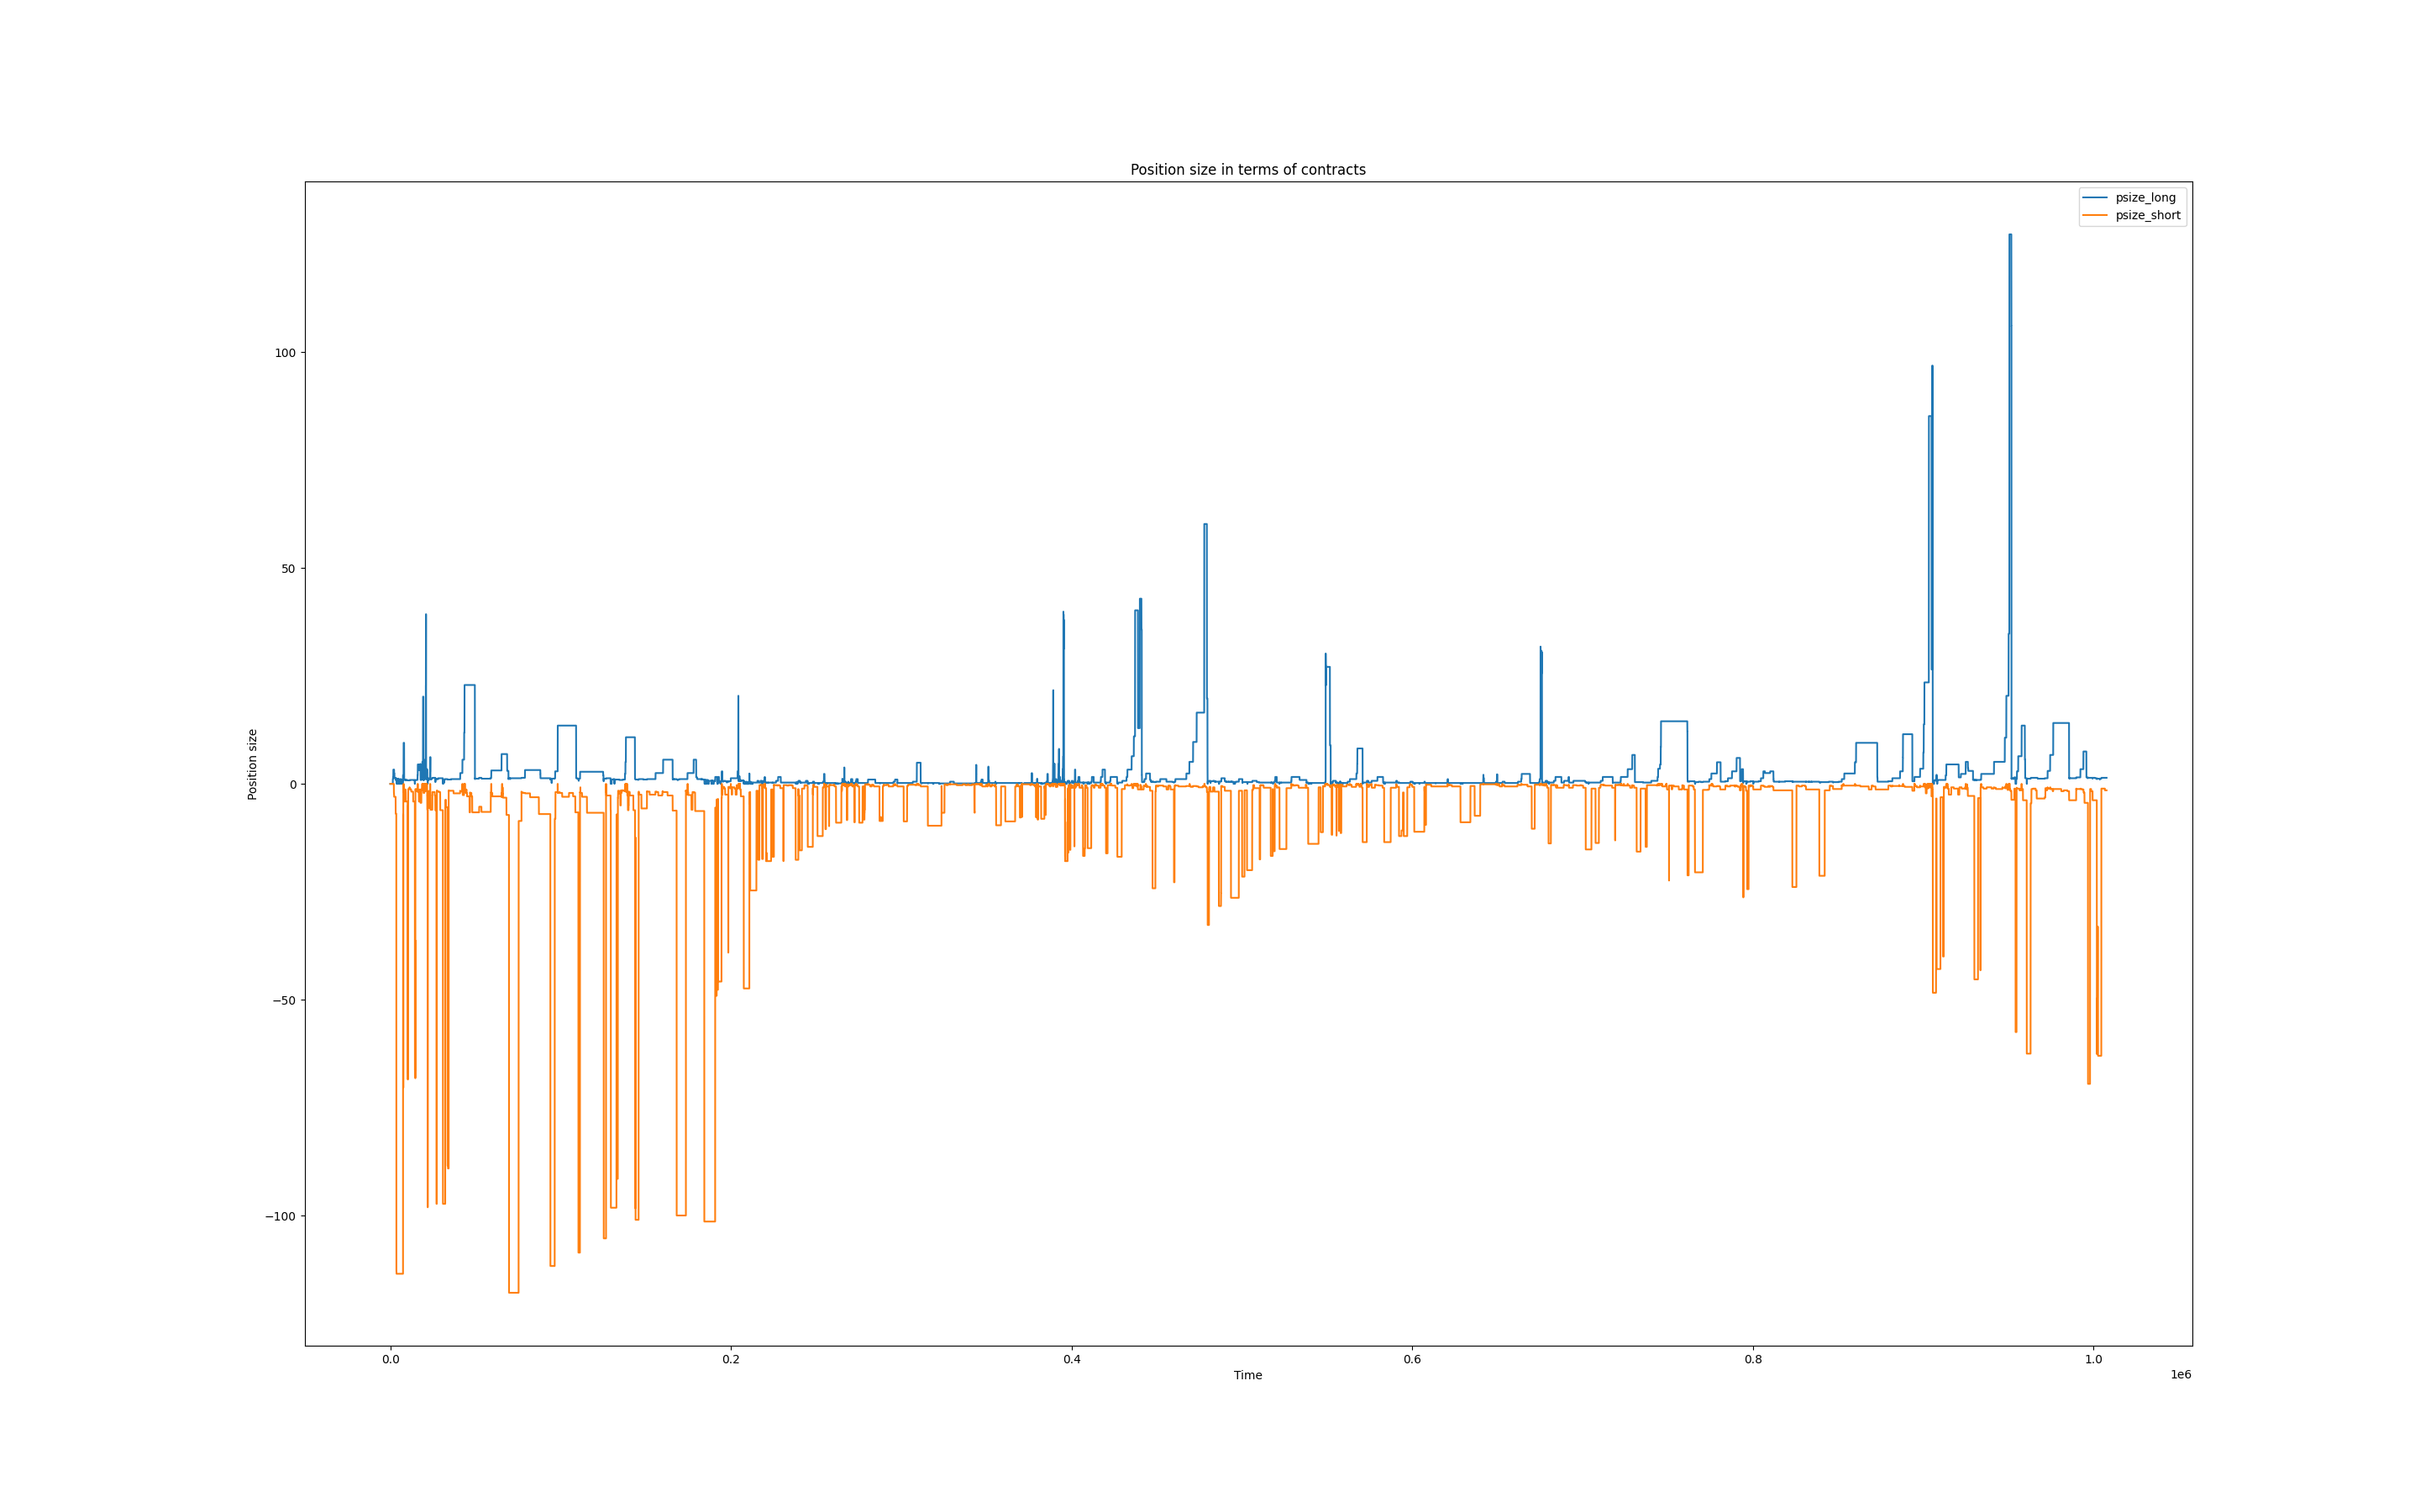 Position size in terms of contracts
psize_long
psize_short
100
50
0
−50
−100
Position size
0.0 0.2 0.4 0.6 0.8 1.0
Time
1e6